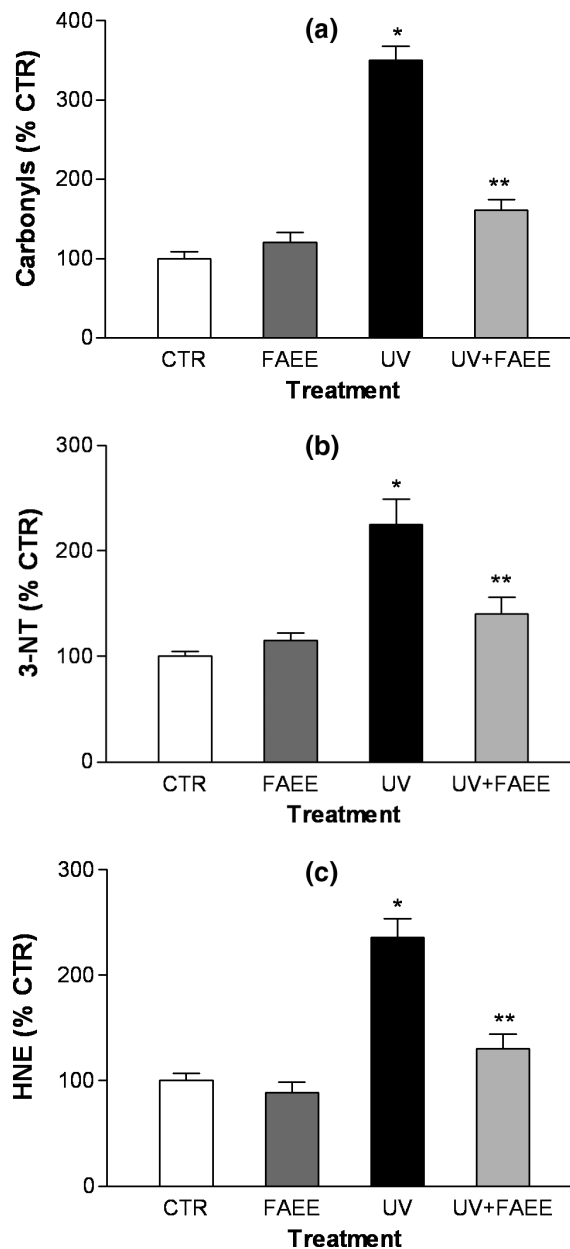 (a)
Carbonyls (% CTR)
400
300
200
100
0
*
**
CTR FAEE UV UV+FAEE
Treatment
(b)
3-NT (% CTR)
300
200
100
0
*
**
CTR FAEE UV UV+FAEE
Treatment
(c)
HNE (% CTR)
300
200
100
0
*
**
CTR FAEE UV UV+FAEE
Treatment